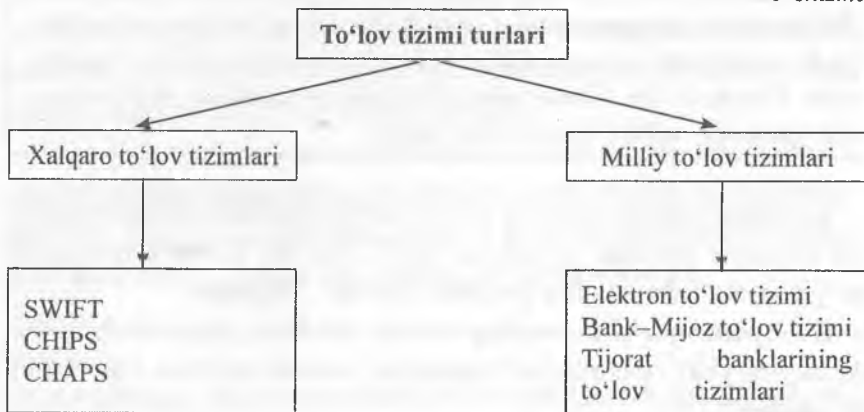 To‘lov tizimi turlari
Xalqaro to‘lov tizimlari
Milliy to‘lov tizimlari
SWIFT
CHIPS
CHAPS
Elektron to‘lov tizimi
Bank–Mijoz to‘lov tizimi
Tijorat banklarining
to‘lov tizimlari